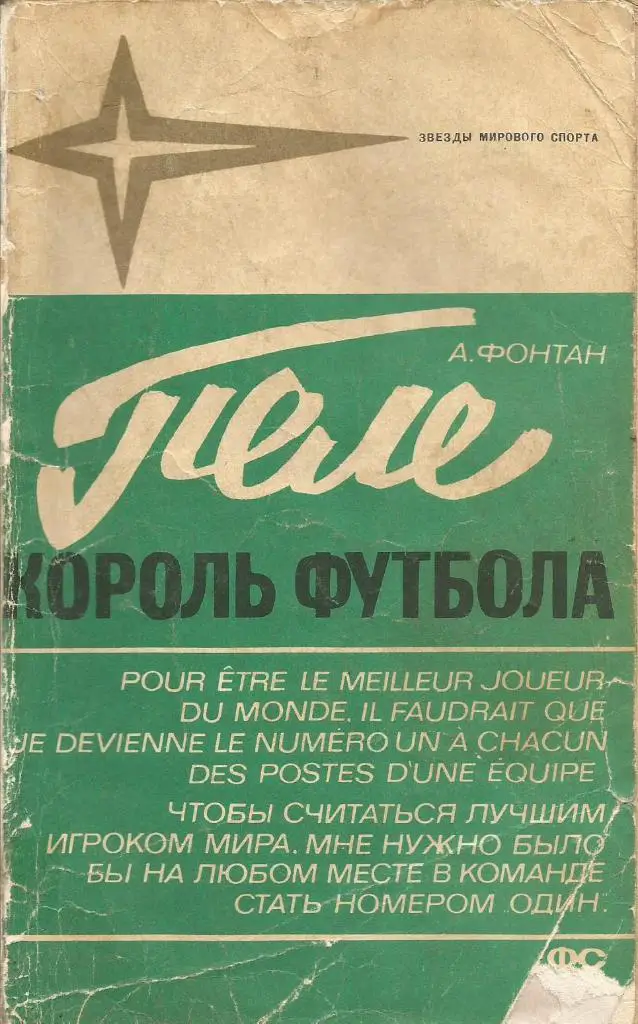 ЗВЕЗДЫ МИРОВОГО СПОРТА
А.ФОНТАН
Пеле
КОРОЛЬ ФУТБОЛА
POUR ÊTRE LE MEILLEUR JOUEUR
DU MONDE. IL FAUDRAIT QUE
JE DEVIENNE LE NUMÉRO UN À CHACUN
DES POSTES D'UNE ÉQUIPE
ЧТОБЫ СЧИТАТЬСЯ ЛУЧШИМ
ИГРОКОМ МИРА. МНЕ НУЖНО БЫЛО
БЫ НА ЛЮБОМ МЕСТЕ В КОМАНДЕ
СТАТЬ НОМЕРОМ ОДИН.
ФС